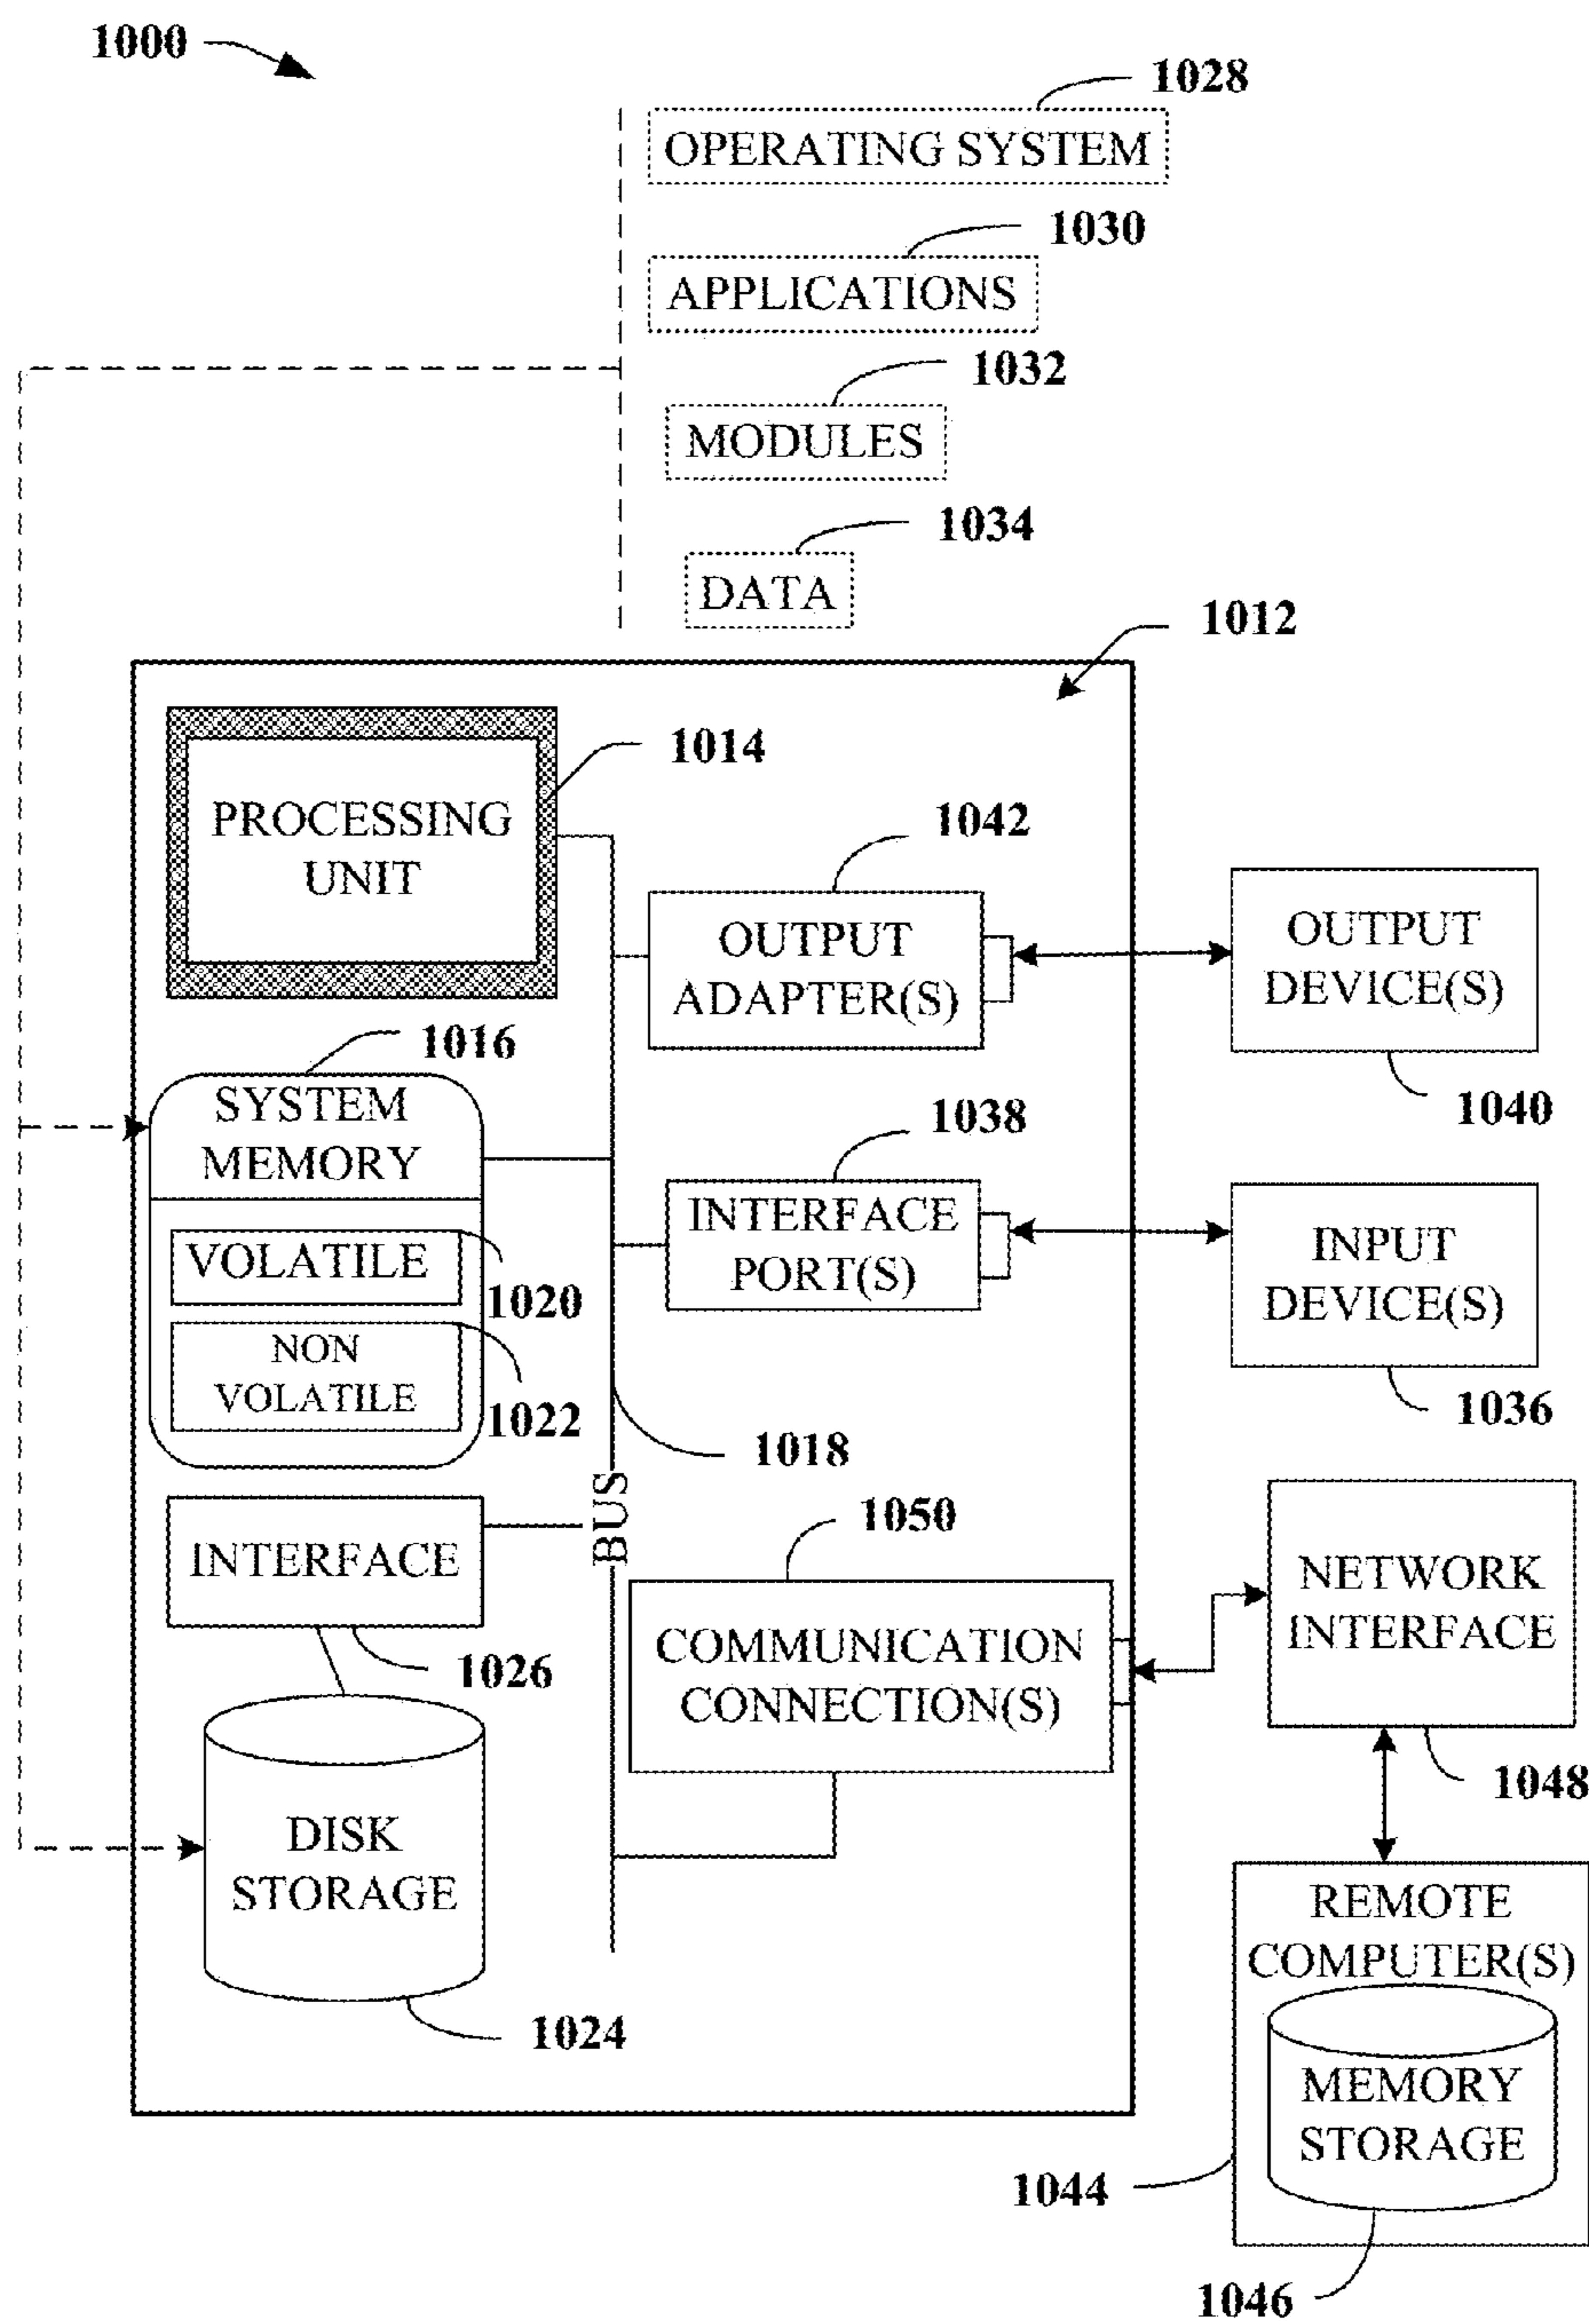 1000
1028
OPERATING SYSTEM
1030
APPLICATIONS
1032
MODULES
1034
DATA
1012
1014
PROCESSING
UNIT
1042
OUTPUT
ADAPTER(S)
OUTPUT
DEVICE(S)
1040
1016
SYSTEM
MEMORY
VOLATILE
1020
NON
VOLATILE
1022
1038
INTERFACE
PORT(S)
INPUT
DEVICE(S)
1036
1018
BUS
INTERFACE
1026
1050
COMMUNICATION
CONNECTION(S)
NETWORK
INTERFACE
1048
DISK
STORAGE
1024
REMOTE
COMPUTER(S)
MEMORY
STORAGE
1044
1046